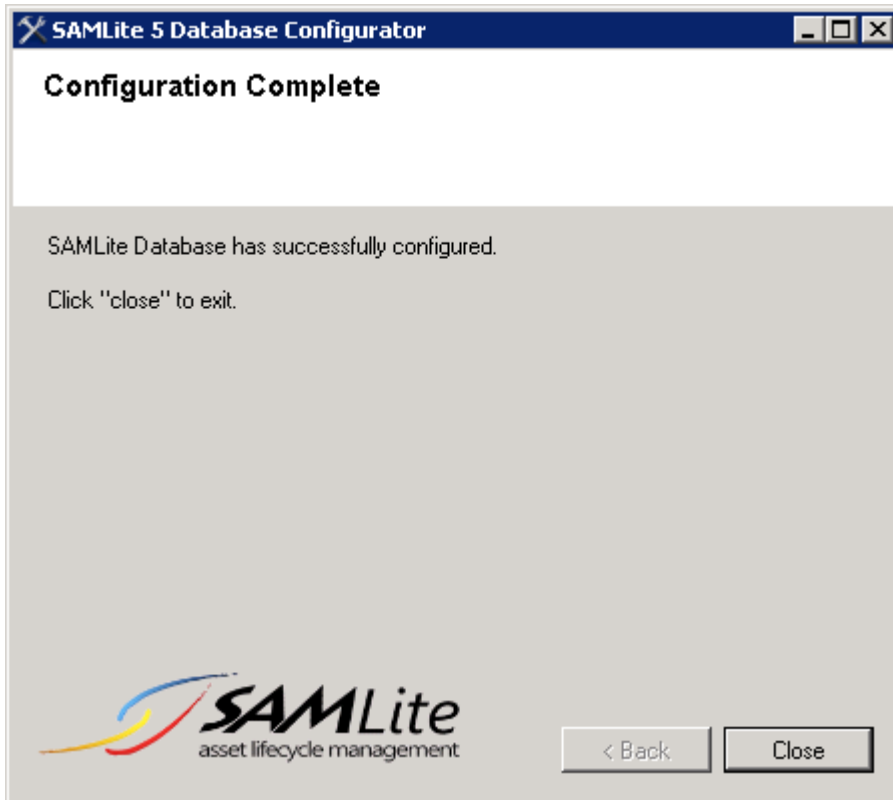 SAMLite 5 Database Configurator
Configuration Complete
SAMLite Database has successfully configured.
Click "close" to exit.
SAMLite
asset lifecycle management
< Back
Close